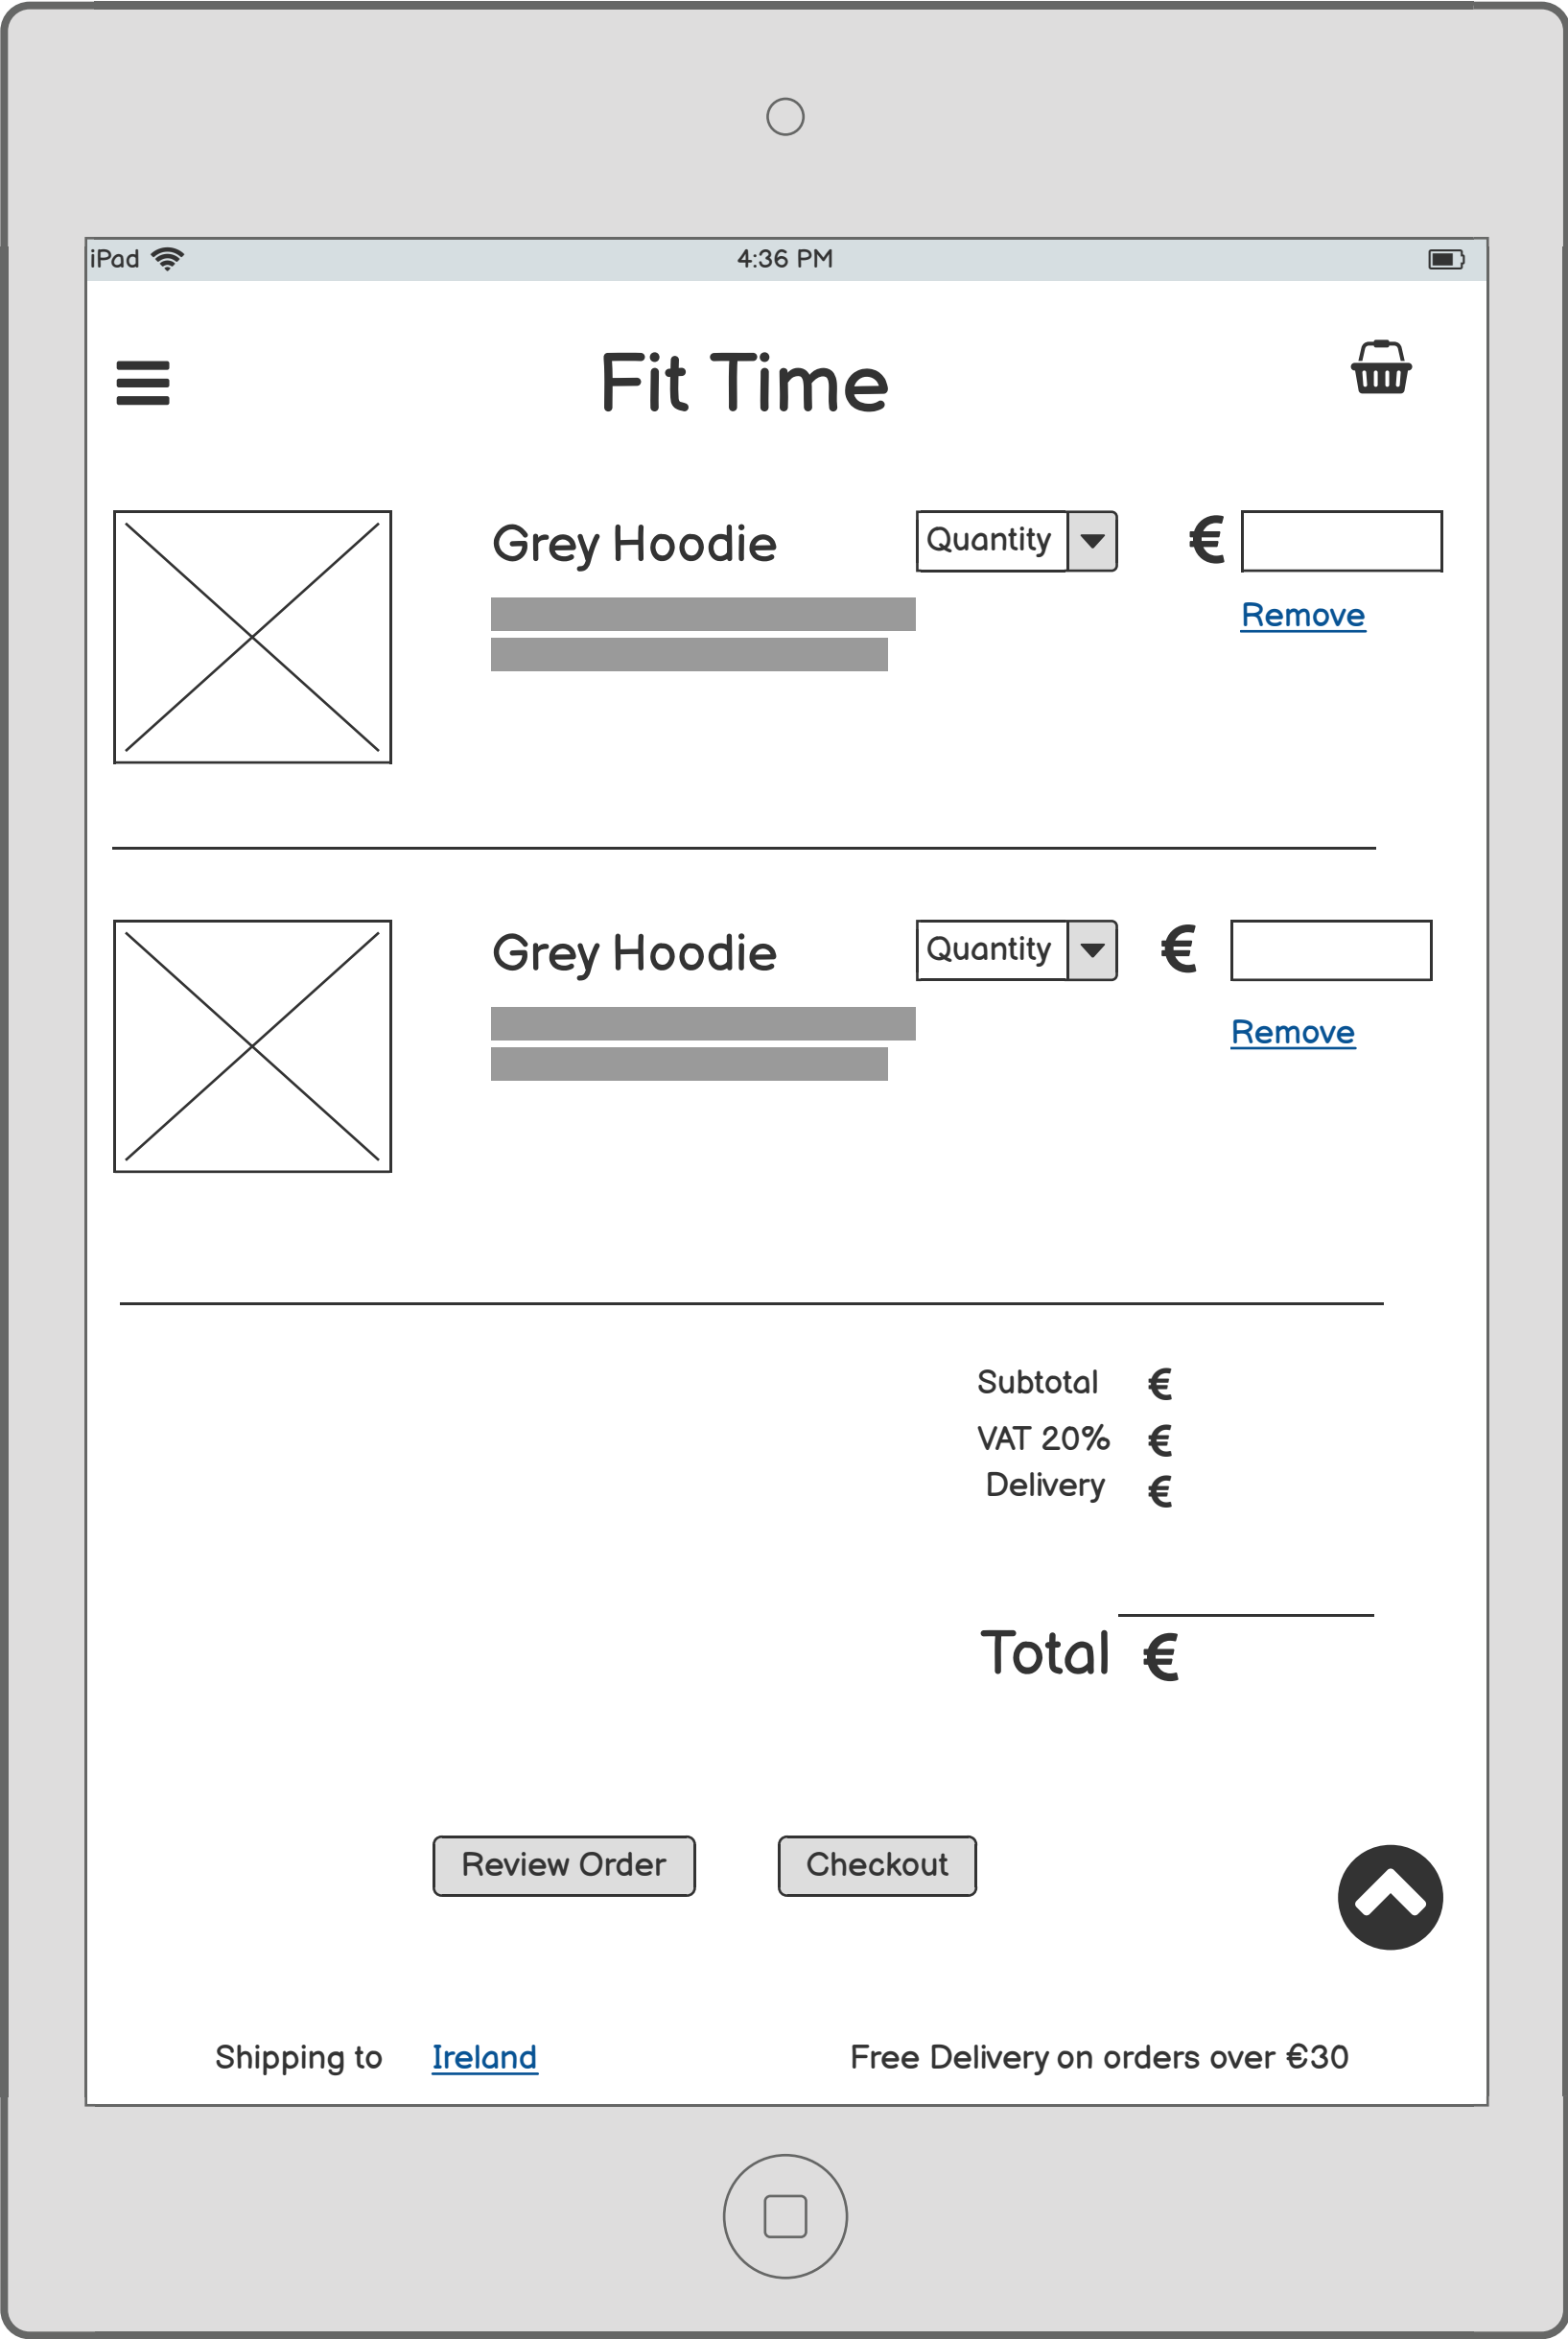 iPad 4:36 PM
Fit Time
Grey Hoodie Quantity €
Remove
Grey Hoodie Quantity €
Remove
Subtotal €
VAT 20% €
Delivery €
Total €
Review Order Checkout
Shipping to Ireland Free Delivery on orders over €30